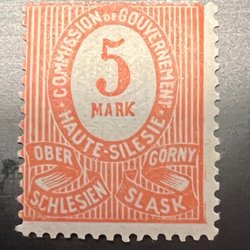 COMMISSION DE GOUVERNEMENT
5
MARK
HAUTE-SILESIE
OBER GORNY
SCHLESIEN SLASK